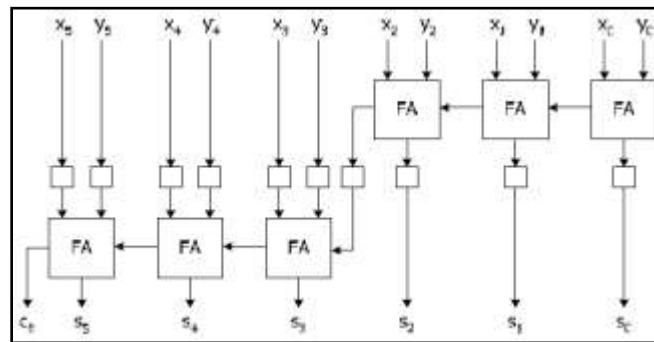 x₅ y₅ x₄ y₄ x₃ y₃ x₂ y₂ x₁ y₁ x₀ y₀
FA FA FA
FA FA FA
c₆ s₅ s₄ s₃ s₂ s₁ s₀